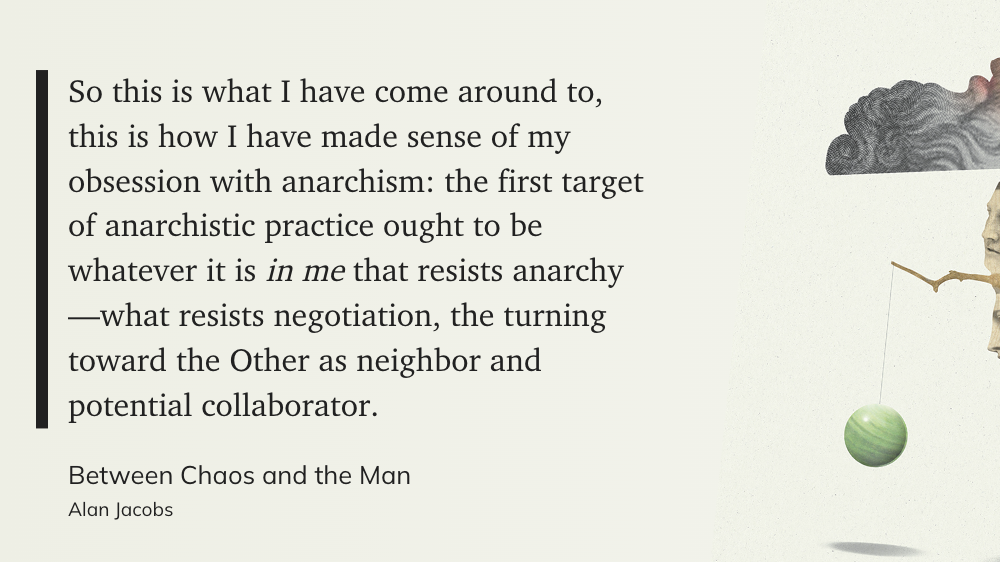 So this is what I have come around to,
this is how I have made sense of my
obsession with anarchism: the first target
of anarchistic practice ought to be
whatever it is in me that resists anarchy
—what resists negotiation, the turning
toward the Other as neighbor and
potential collaborator.
Between Chaos and the Man
Alan Jacobs